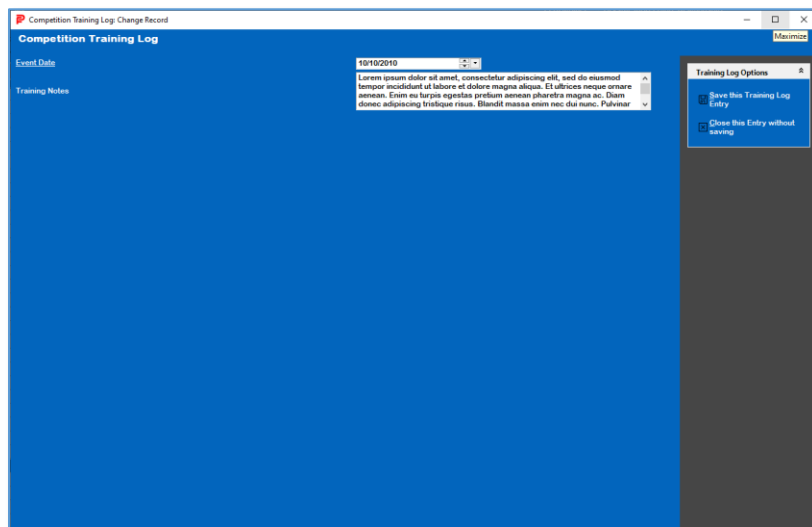 Competition Training Log: Change Record
Competition Training Log
Maximize
Event Date
10/10/2010
Training Notes
Lorem ipsum dolor sit amet, consectetur adipiscing elit, sed do eiusmod
tempor incididunt ut labore et dolore magna aliqua. Et ultrices neque ornare
aenean. Enim eu turpis egestas pretium aenean pharetra magna ac. Diam
donec adipiscing tristique risus. Blandit massa enim nec dui nunc. Pulvinar
Training Log Options
Save this Training Log
Entry
Close this Entry without
saving